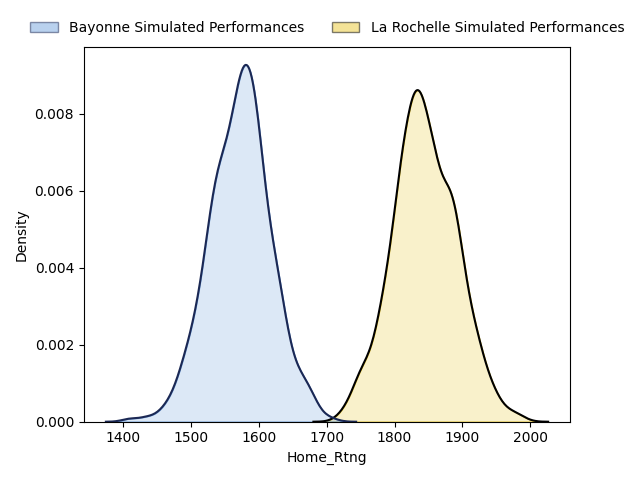 Bayonne Simulated Performances La Rochelle Simulated Performances
0.008
0.006
0.004
0.002
0.000
Density
1400 1500 1600 1700 1800 1900 2000
Home_Rtng